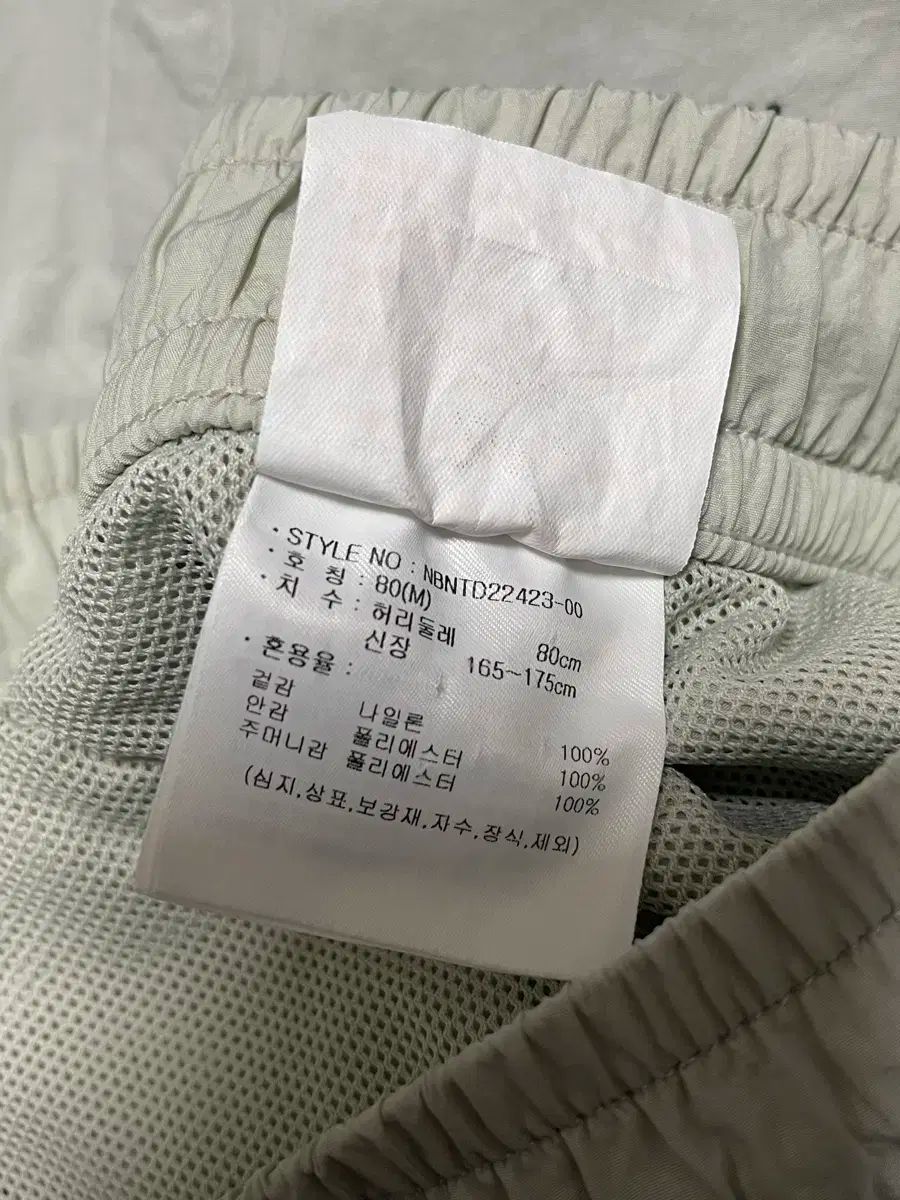 · STYLE NO : NBNTD22423-00
· 호 칭 : 80(M)
· 치 수 : 허리둘레 80cm
신장 165~175cm
· 혼용율 :
겉감 나일론 100%
안감 폴리에스터 100%
주머니감 폴리에스터 100%
(심지,상표,보강재,자수,장식,제외)